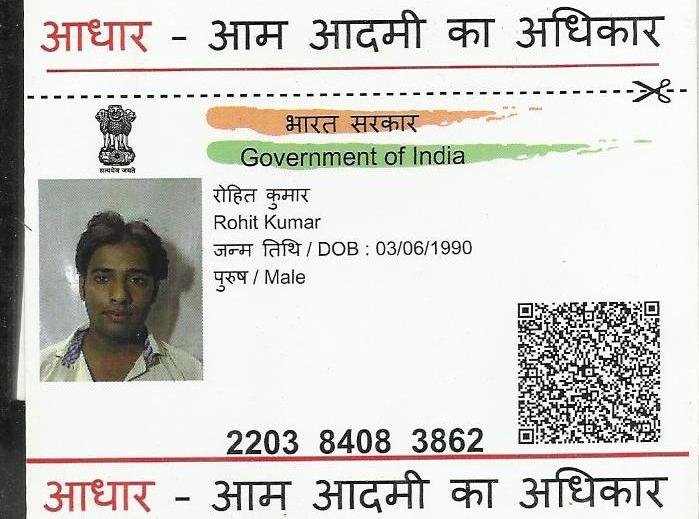 आधार - आम आदमी का अधिकार
सत्यमेव जयते
भारत सरकार
Government of India
रोहित कुमार
Rohit Kumar
जन्म तिथि / DOB : 03/06/1990
पुरुष / Male
2203 8408 3862
आधार - आम आदमी का अधिकार